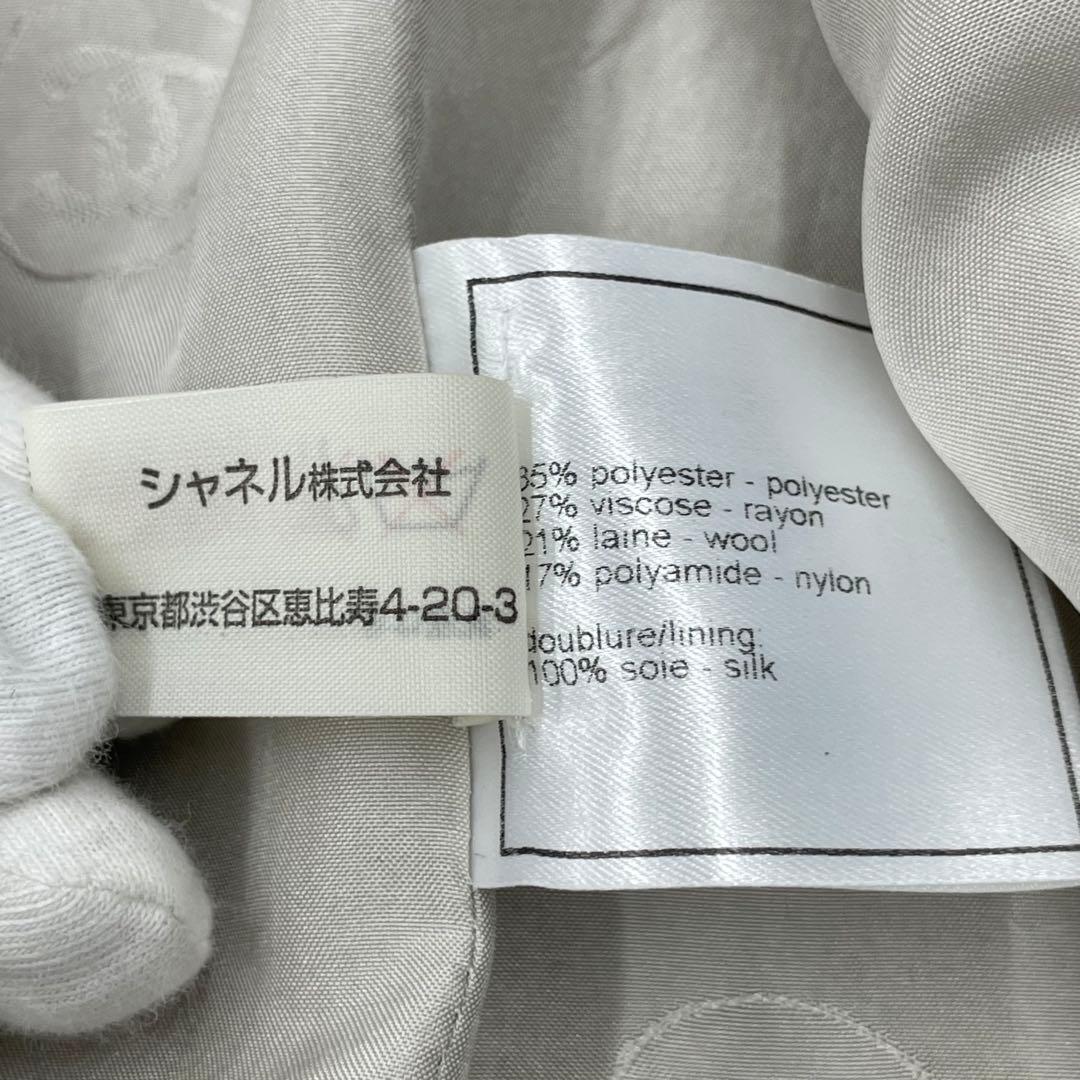 シャネル株式会社
東京都渋谷区恵比寿4-20-3
35% polyester - polyester
27% viscose - rayon
21% laine - wool
17% polyamide - nylon
doublure/lining:
100% soie - silk